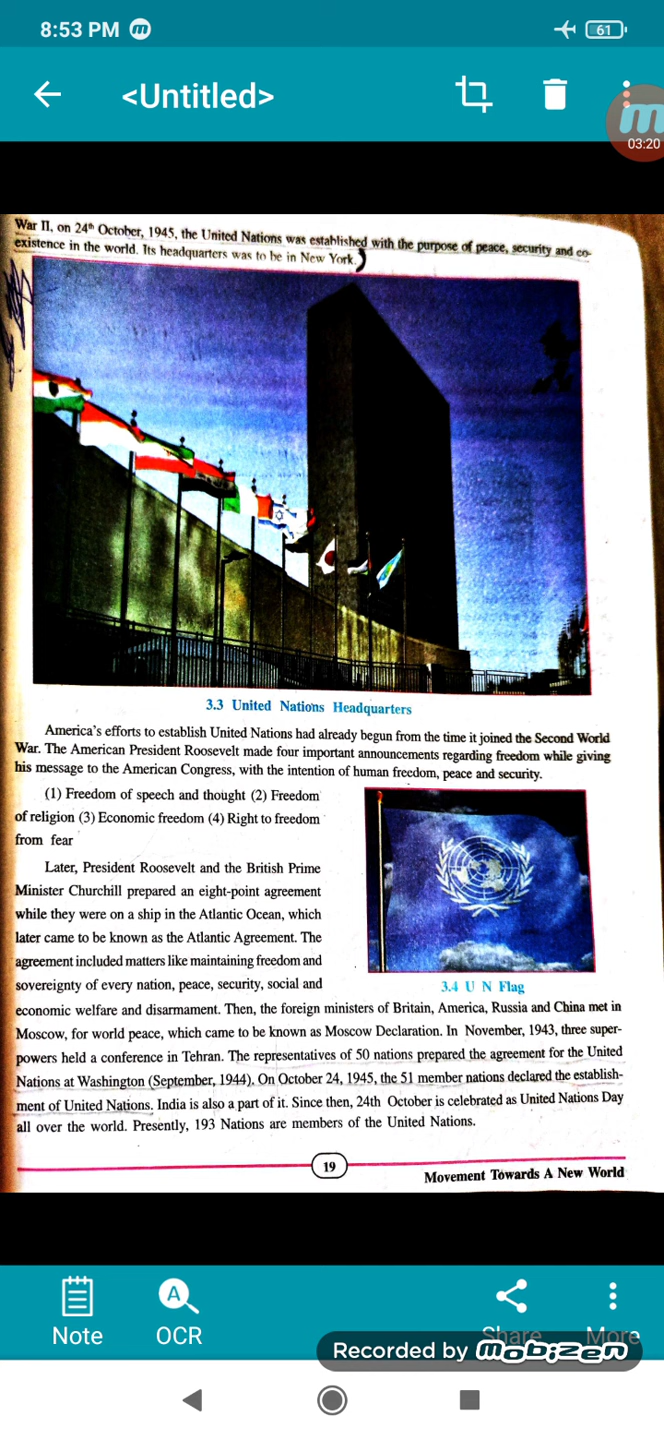 8:53 PM
61
<Untitled>
03:20
War II, on 24th October, 1945, the United Nations was established with the purpose of peace, security and co-
existence in the world. Its headquarters was to be in New York.
3.3 United Nations Headquarters
America's efforts to establish United Nations had already begun from the time it joined the Second World
War. The American President Roosevelt made four important announcements regarding freedom while giving
his message to the American Congress, with the intention of human freedom, peace and security.
(1) Freedom of speech and thought (2) Freedom
of religion (3) Economic freedom (4) Right to freedom
from fear
Later, President Roosevelt and the British Prime
Minister Churchill prepared an eight-point agreement
while they were on a ship in the Atlantic Ocean, which
later came to be known as the Atlantic Agreement. The
agreement included matters like maintaining freedom and
sovereignty of every nation, peace, security, social and
3.4 U N Flag
economic welfare and disarmament. Then, the foreign ministers of Britain, America, Russia and China met in
Moscow, for world peace, which came to be known as Moscow Declaration. In November, 1943, three super-
powers held a conference in Tehran. The representatives of 50 nations prepared the agreement for the United
Nations at Washington (September, 1944). On October 24, 1945, the 51 member nations declared the establish-
ment of United Nations. India is also a part of it. Since then, 24th October is celebrated as United Nations Day
all over the world. Presently, 193 Nations are members of the United Nations.
19
Movement Towards A New World
Note
OCR
Share
More
Recorded by mobizen